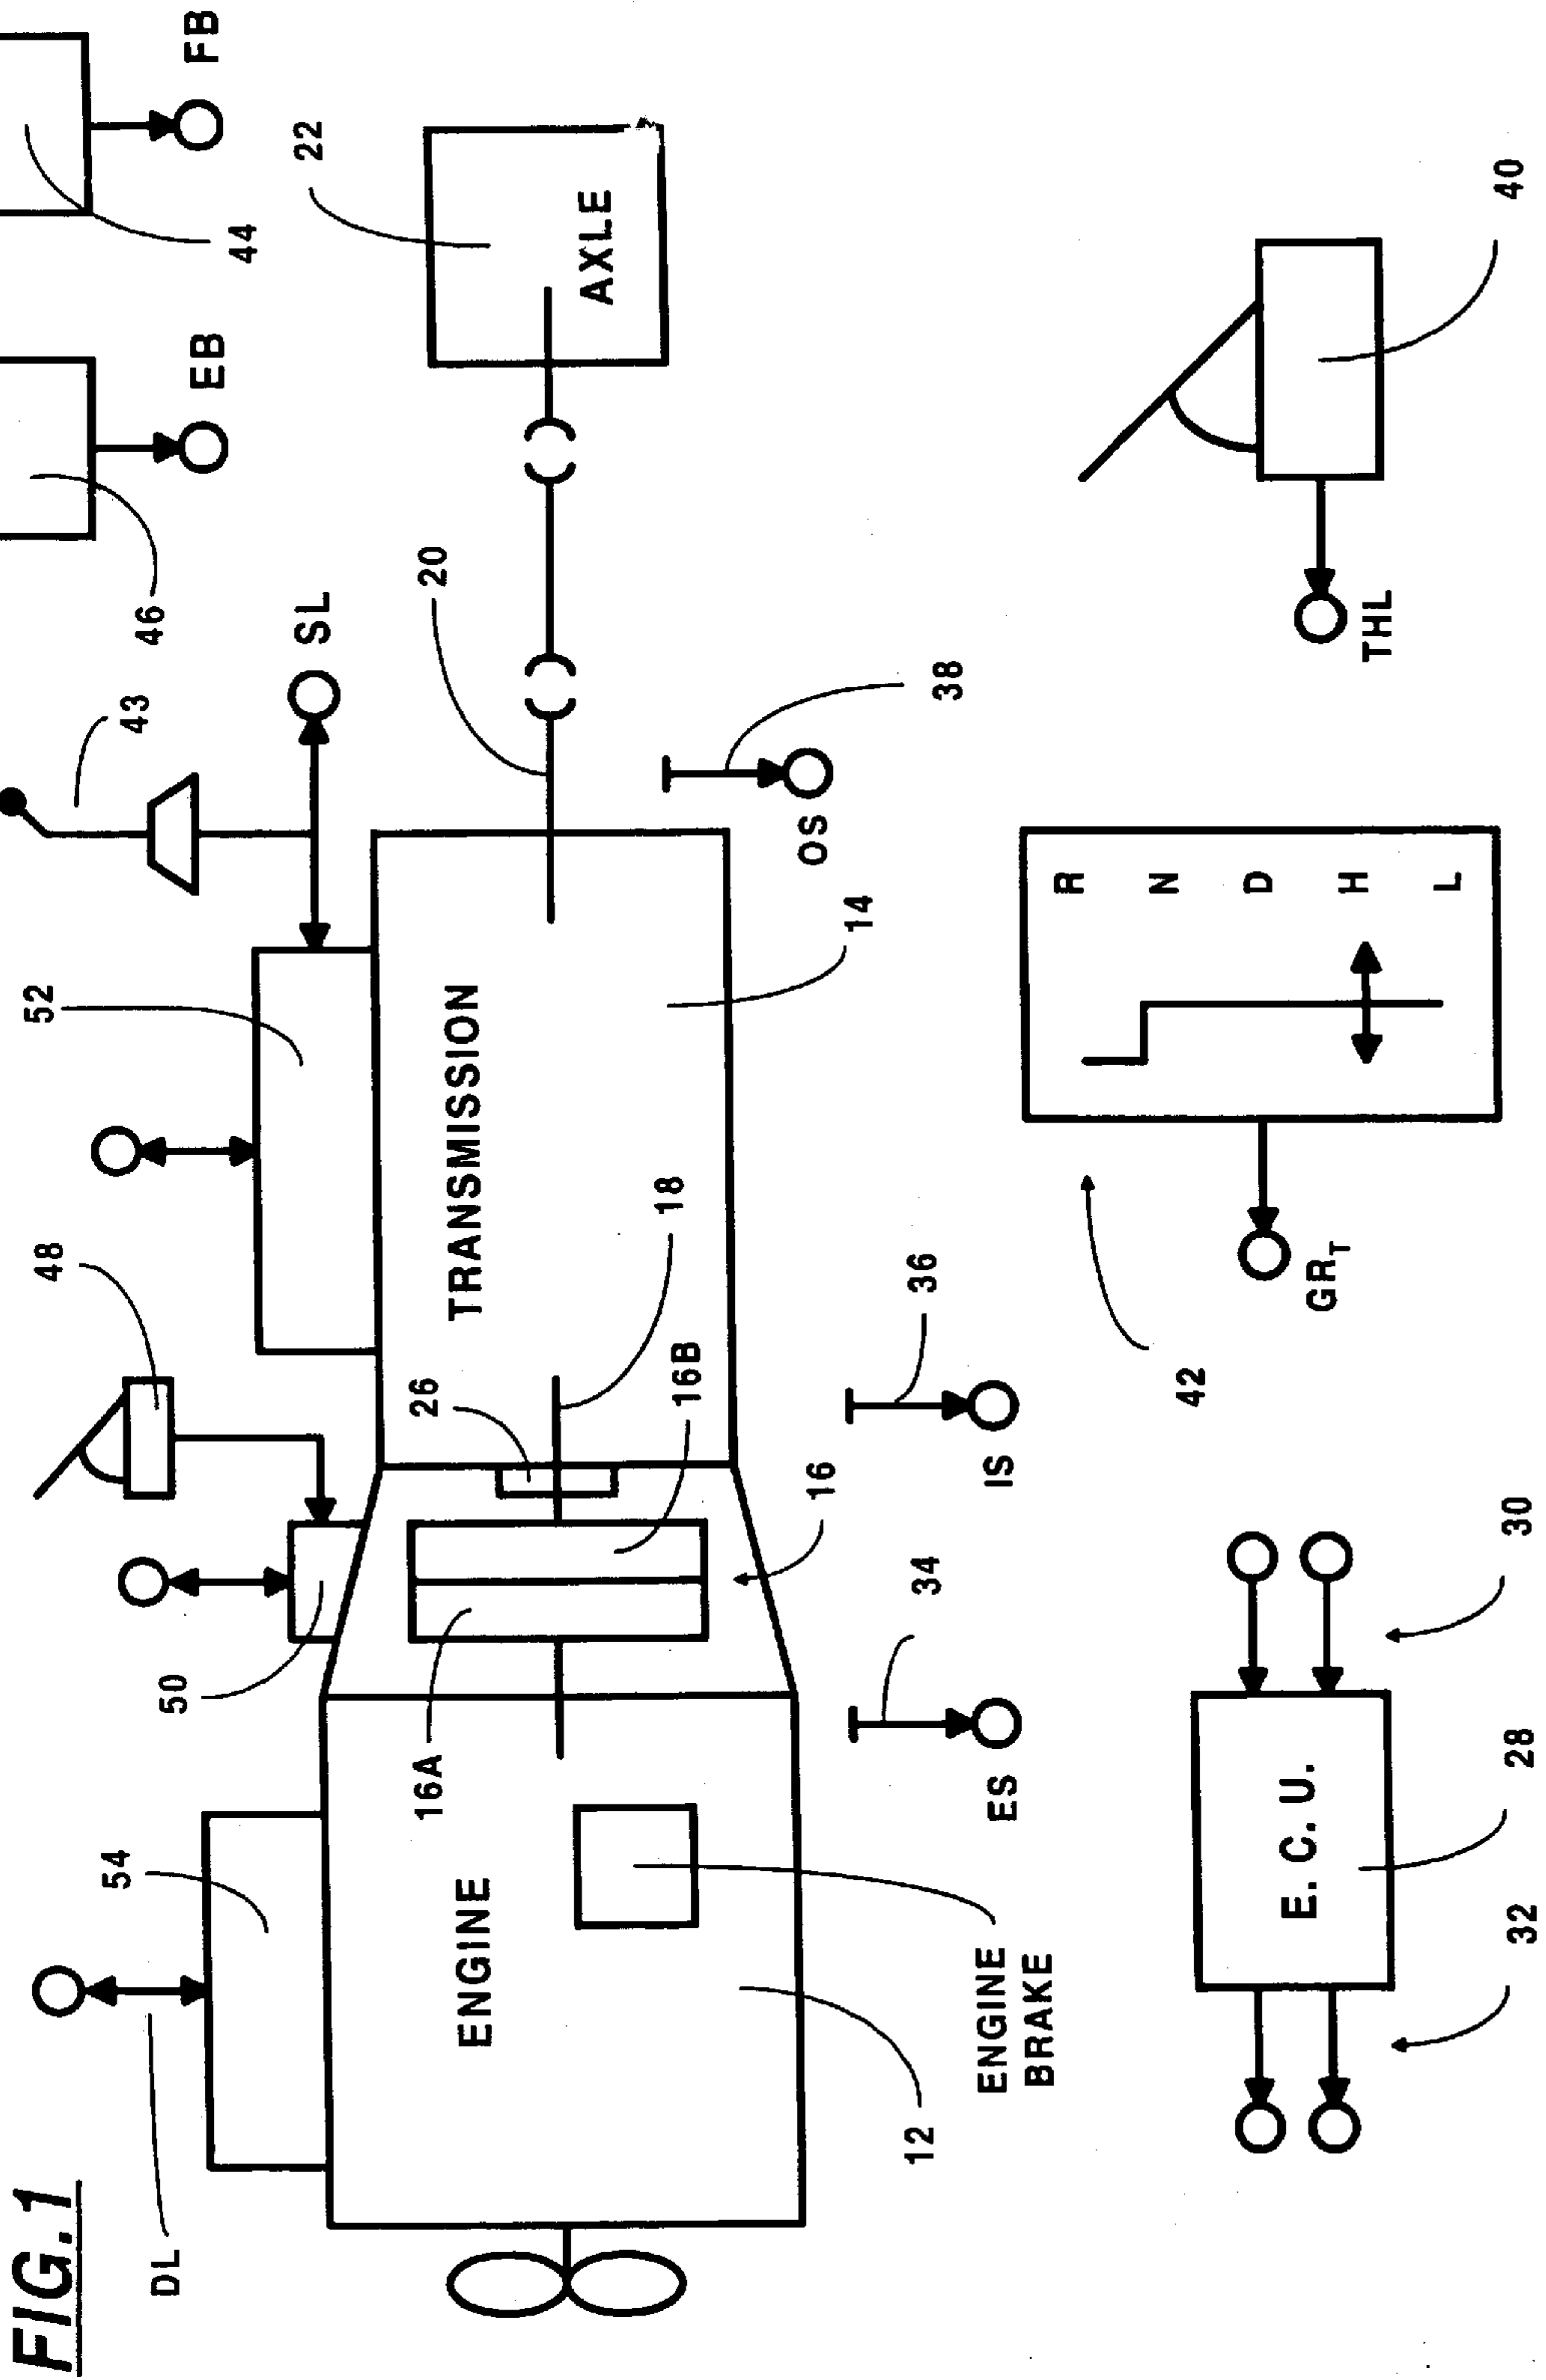 FIG.1
DL
54
50
48
52
43
46
44
SL
EB
FB
22
20
ENGINE
16A
26
16B
18
TRANSMISSION
AXLE
12
ENGINE
BRAKE
ES
34
16
IS
36
14
OS
38
32
E. C. U.
28
30
42
GRT
R
N
D
H
L
THL
40